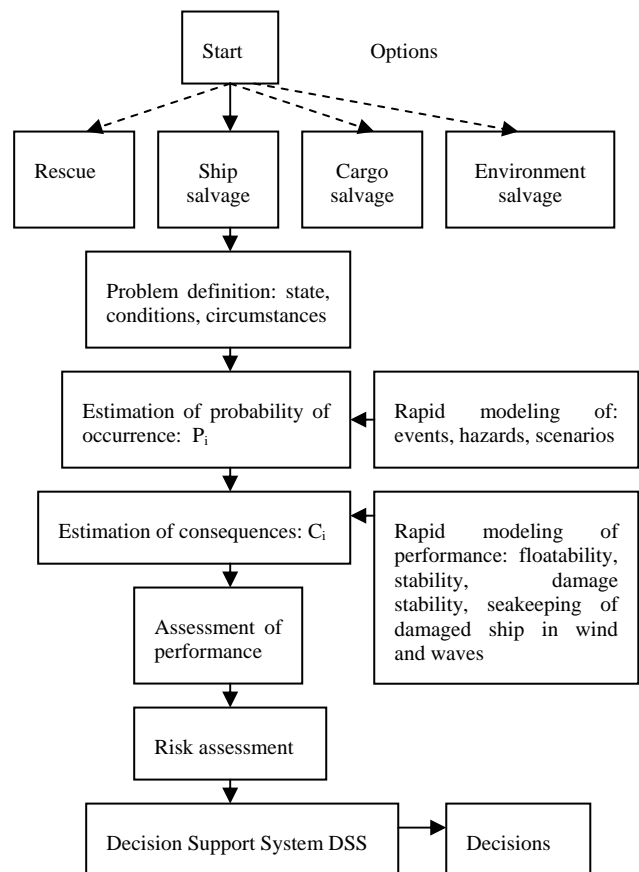 Start
Options
Rescue
Ship
salvage
Cargo
salvage
Environment
salvage
Problem definition: state,
conditions, circumstances
Estimation of probability of
occurrence: Pi
Rapid modeling of:
events, hazards, scenarios
Estimation of consequences: Ci
Rapid modeling of
performance: floatability,
stability, damage
stability, seakeeping of
damaged ship in wind
and waves
Assessment of
performance
Risk assessment
Decision Support System DSS
Decisions